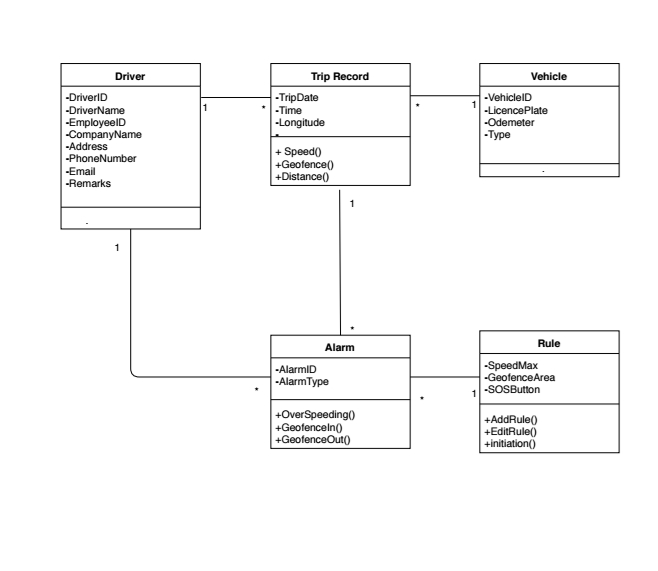 Driver
-DriverID
-DriverName
-EmployeeID
-CompanyName
-Address
-PhoneNumber
-Email
-Remarks
.
1
*
Trip Record
-TripDate
-Time
-Longitude
-
+ Speed()
+Geofence()
+Distance()
*
1
Vehicle
-VehicleID
-LicencePlate
-Odemeter
-Type
.
1
*
1
*
Alarm
-AlarmID
-AlarmType
+OverSpeeding()
+GeofenceIn()
+GeofenceOut()
*
1
Rule
-SpeedMax
-GeofenceArea
-SOSButton
+AddRule()
+EditRule()
+initiation()